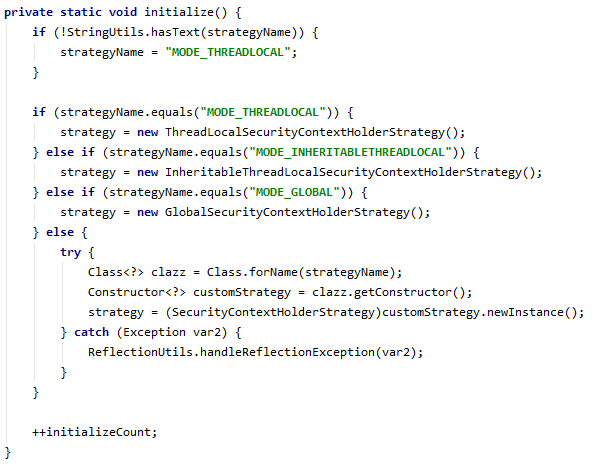 private static void initialize() {
    if (!StringUtils.hasText(strategyName)) {
        strategyName = "MODE_THREADLOCAL";
    }

    if (strategyName.equals("MODE_THREADLOCAL")) {
        strategy = new ThreadLocalSecurityContextHolderStrategy();
    } else if (strategyName.equals("MODE_INHERITABLETHREADLOCAL")) {
        strategy = new InheritableThreadLocalSecurityContextHolderStrategy();
    } else if (strategyName.equals("MODE_GLOBAL")) {
        strategy = new GlobalSecurityContextHolderStrategy();
    } else {
        try {
            Class<?> clazz = Class.forName(strategyName);
            Constructor<?> customStrategy = clazz.getConstructor();
            strategy = (SecurityContextHolderStrategy)customStrategy.newInstance();
        } catch (Exception var2) {
            ReflectionUtils.handleReflectionException(var2);
        }
    }

    ++initializeCount;
}